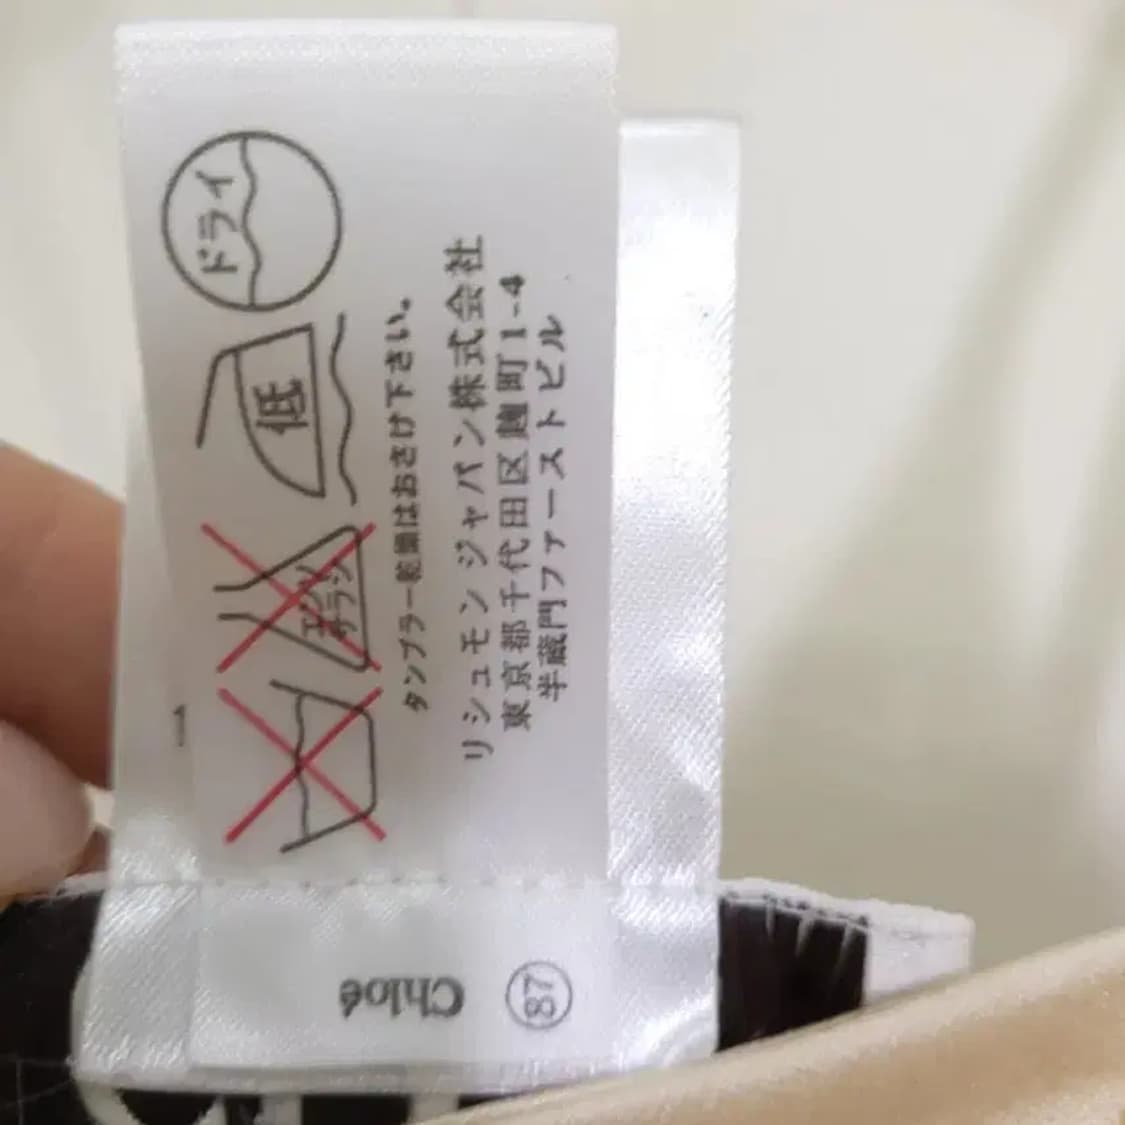 ドライ
低
エンソ
サラシ
タンブラー乾燥はおさけ下さい。
リシュモン ジャパン株式会社
東京都千代田区麹町1-4
半蔵門ファーストビル
1
Chloé
87